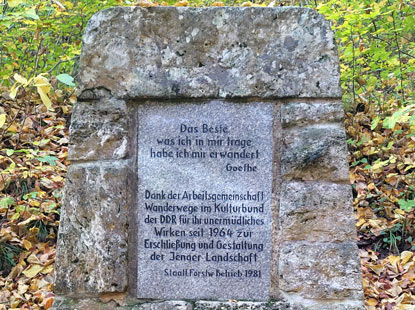 Das Beste
was ich in mir trage
habe ich mir erwandert
Goethe
Dank der Arbeitsgemeinschaft
Wanderwege im Kulturbund
der DDR für ihr unermüdliches
Wirken seit 1964 zur
Erschließung und Gestaltung
der Jenaer Landschaft
Staatl. Forstw. Betrieb 1981